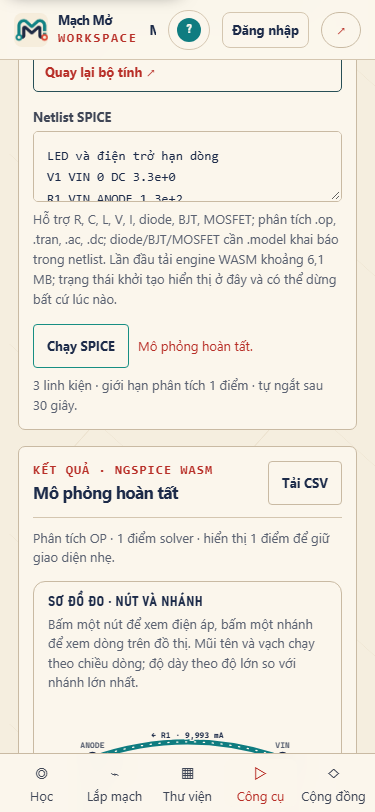 Mạch Mở
WORKSPACE
?
Đăng nhập
↗
Quay lại bộ tính ↗
Netlist SPICE
LED và điện trở hạn dòng
V1 VIN 0 DC 3.3e+0
R1 VIN ANODE 1.3e+2
Hỗ trợ R, C, L, V, I, diode, BJT, MOSFET; phân tích .op,
.tran, .ac, .dc; diode/BJT/MOSFET cần .model khai báo
trong netlist. Lần đầu tải engine WASM khoảng 6,1
MB; trạng thái khởi tạo hiển thị ở đây và có thể dừng
bất cứ lúc nào.
Chạy SPICE
Mô phỏng hoàn tất.
3 linh kiện · giới hạn phân tích 1 điểm · tự ngắt sau
30 giây.
KẾT QUẢ · NGSPICE WASM
Mô phỏng hoàn tất
Tải CSV
Phân tích OP · 1 điểm solver · hiển thị 1 điểm để giữ
giao diện nhẹ.
SƠ ĐỒ ĐO · NÚT VÀ NHÁNH
Bấm một nút để xem điện áp, bấm một nhánh
để xem dòng trên đồ thị. Mũi tên và vạch chạy
theo chiều dòng; độ dày theo độ lớn so với
nhánh lớn nhất.
← R1 · 9,993 mA
ANODE
VIN
Học
Lắp mạch
Thư viện
Công cụ
Cộng đồng